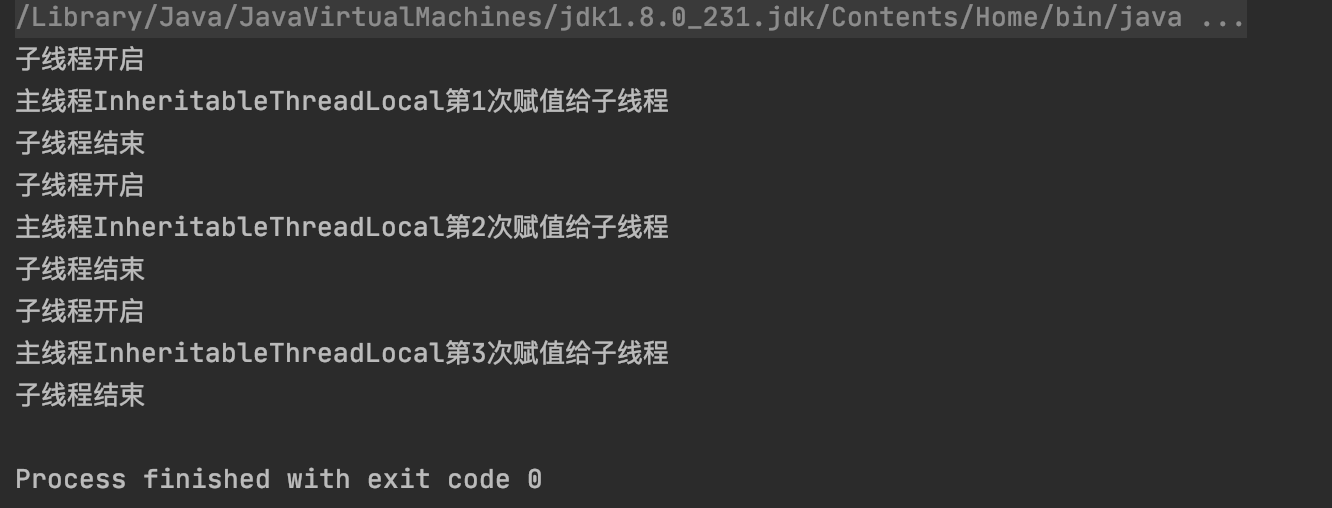 /Library/Java/JavaVirtualMachines/jdk1.8.0_231.jdk/Contents/Home/bin/java ...
子线程开启
主线程InheritableThreadLocal第1次赋值给子线程
子线程结束
子线程开启
主线程InheritableThreadLocal第2次赋值给子线程
子线程结束
子线程开启
主线程InheritableThreadLocal第3次赋值给子线程
子线程结束
Process finished with exit code 0